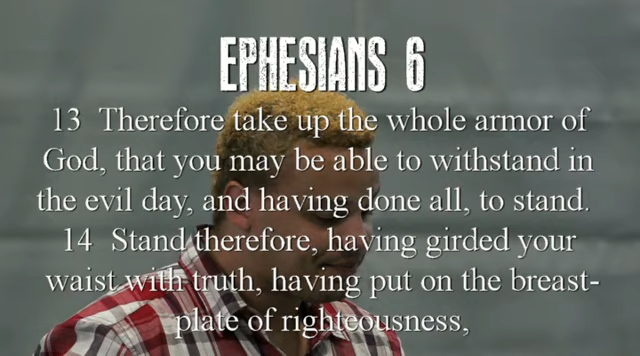 EPHESIANS 6
13 Therefore take up the whole armor of
God, that you may be able to withstand in
the evil day, and having done all, to stand.
14 Stand therefore, having girded your
waist with truth, having put on the breast-
plate of righteousness,